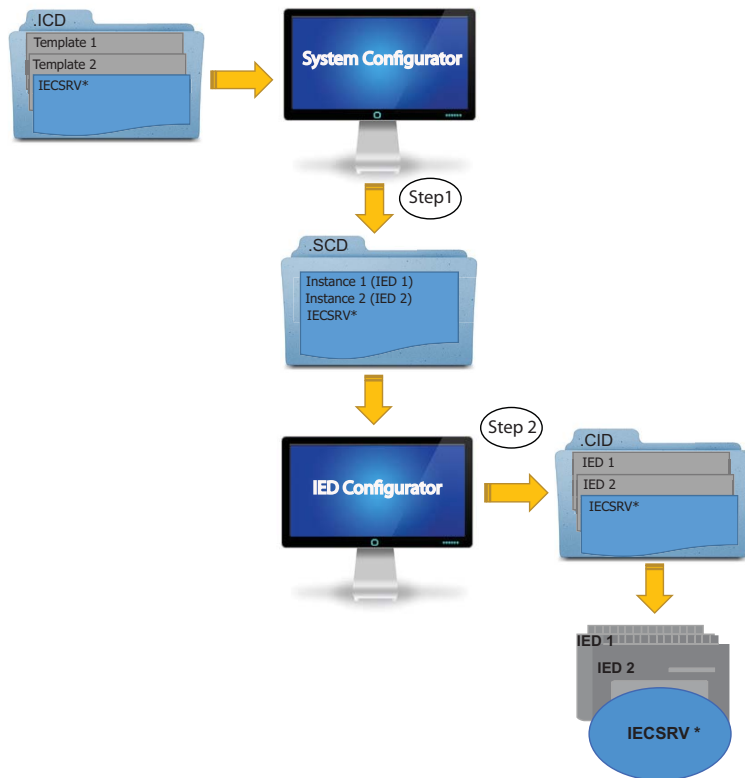 .ICD
Template 1
Template 2
IECSRV*
System Configurator
Step1
.SCD
Instance 1 (IED 1)
Instance 2 (IED 2)
IECSRV*
Step 2
IED Configurator
.CID
IED 1
IED 2
IECSRV*
IED 1
IED 2
IECSRV *